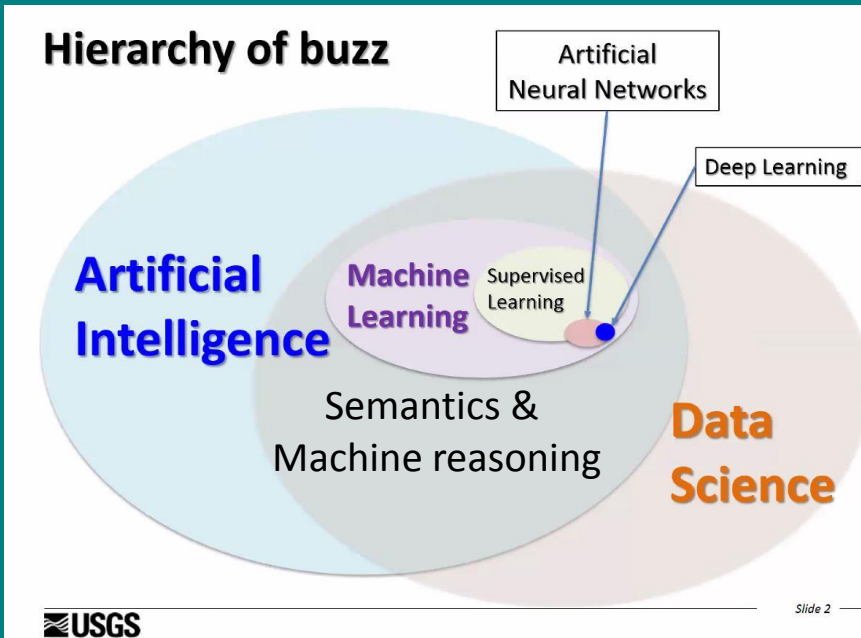 Hierarchy of buzz
Artificial
Neural Networks
Deep Learning
Artificial
Intelligence
Machine
Learning
Supervised
Learning
Semantics &
Machine reasoning
Data
Science
USGS
Slide 2